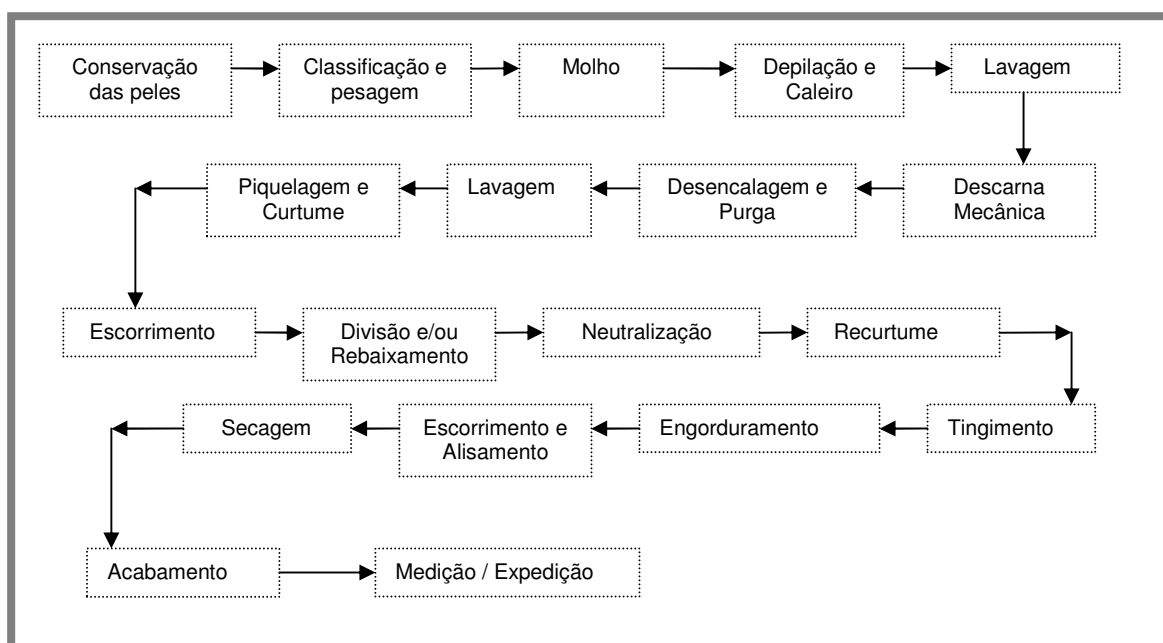 Conservação
das peles
Classificação e
pesagem
Molho
Depilação e
Caleiro
Lavagem
Descarna
Mecânica
Desencalagem e
Purga
Lavagem
Piquelagem e
Curtume
Escorrimento
Divisão e/ou
Rebaixamento
Neutralização
Recurtume
Tingimento
Engorduramento
Escorrimento e
Alisamento
Secagem
Acabamento
Medição / Expedição